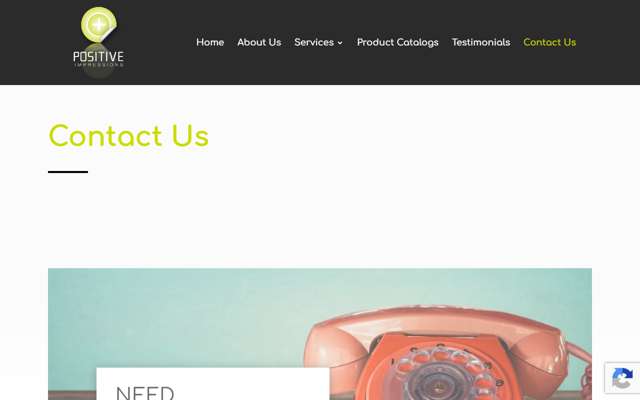 POSITIVE
IMPRESSIONS
Home
About Us
Services
Product Catalogs
Testimonials
Contact Us
Contact Us
NEED